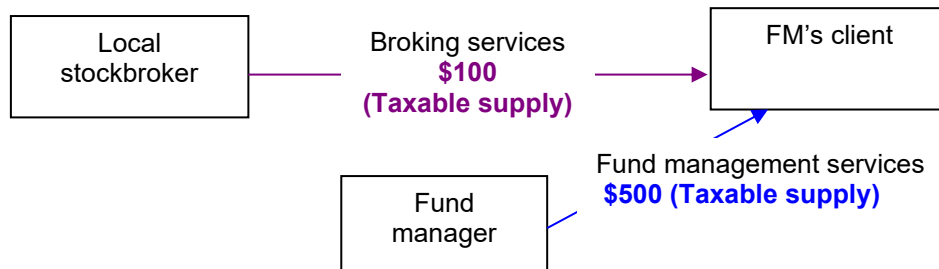 Local
stockbroker
Broking services
$100
(Taxable supply)
FM’s client
Fund management services
$500 (Taxable supply)
Fund
manager